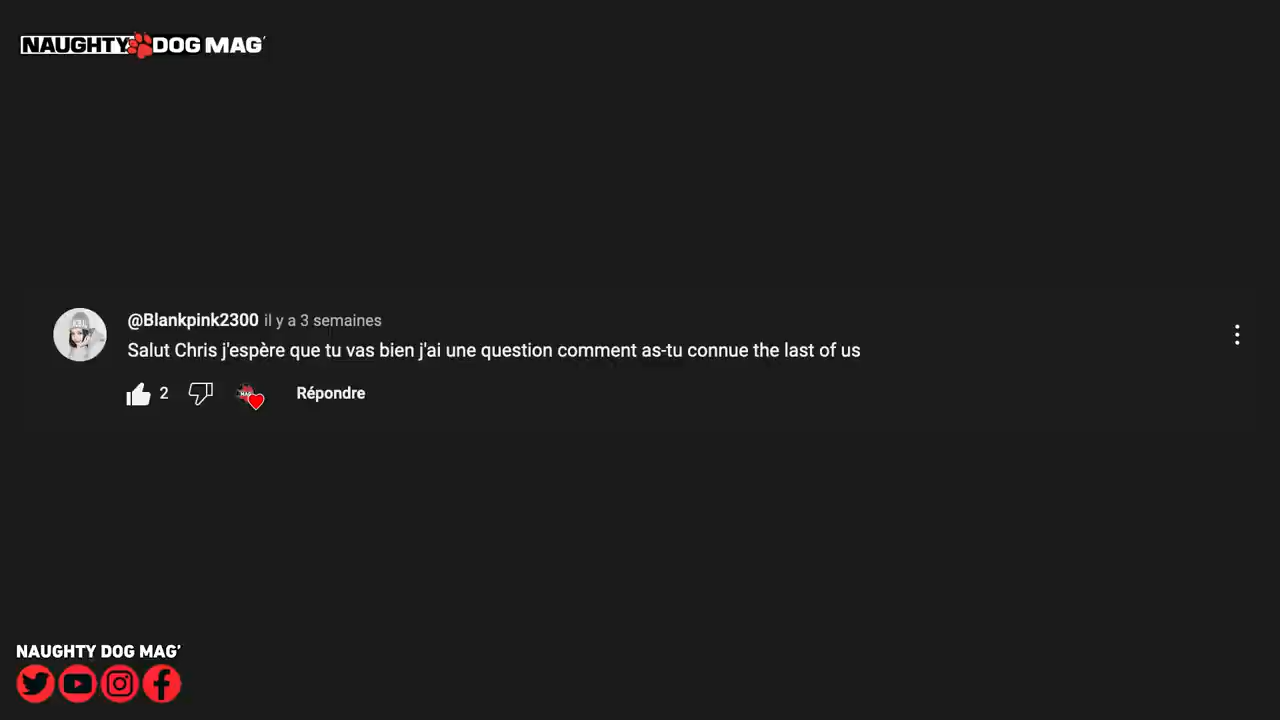 NAUGHTY DOG MAG'
@Blankpink2300 il y a 3 semaines
Salut Chris j'espère que tu vas bien j'ai une question comment as-tu connue the last of us
2 Répondre
NAUGHTY DOG MAG'